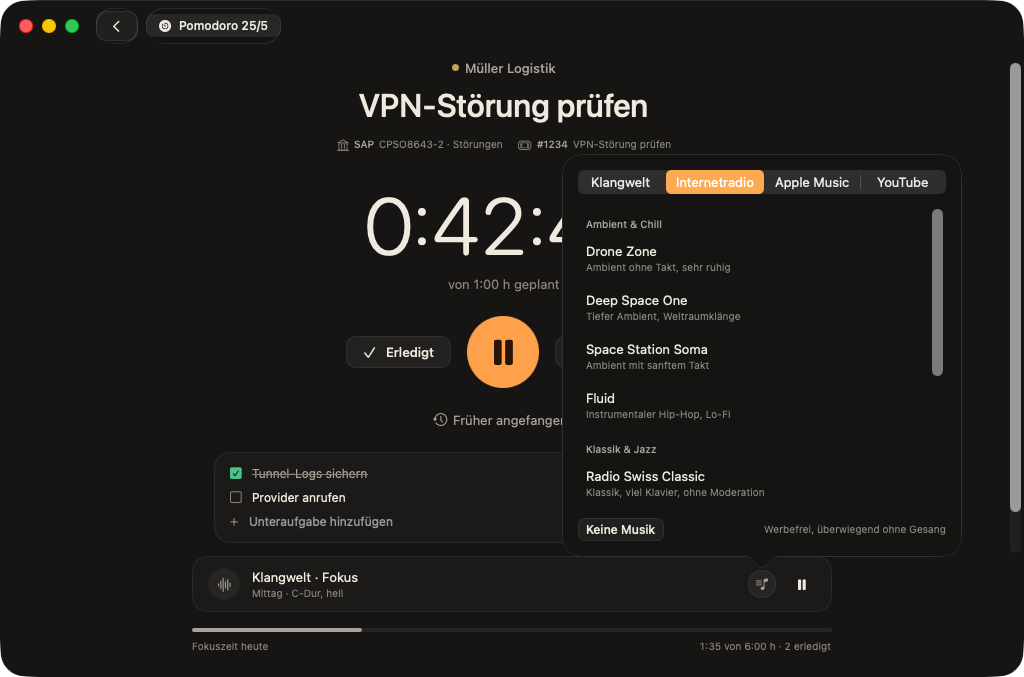 Pomodoro 25/5
Müller Logistik
VPN-Störung prüfen
SAP CPSO8643-2 · Störungen #1234 VPN-Störung prüfen
0:42:4
von 1:00 h geplant
Erledigt
Früher angefangen
Tunnel-Logs sichern
Provider anrufen
+ Unteraufgabe hinzufügen
Klangwelt Internetradio Apple Music YouTube
Ambient & Chill
Drone Zone
Ambient ohne Takt, sehr ruhig
Deep Space One
Tiefer Ambient, Weltraumklänge
Space Station Soma
Ambient mit sanftem Takt
Fluid
Instrumentaler Hip-Hop, Lo-Fi
Klassik & Jazz
Radio Swiss Classic
Klassik, viel Klavier, ohne Moderation
Keine Musik Werbefrei, überwiegend ohne Gesang
Klangwelt · Fokus
Mittag · C-Dur, hell
Fokuszeit heute 1:35 von 6:00 h · 2 erledigt